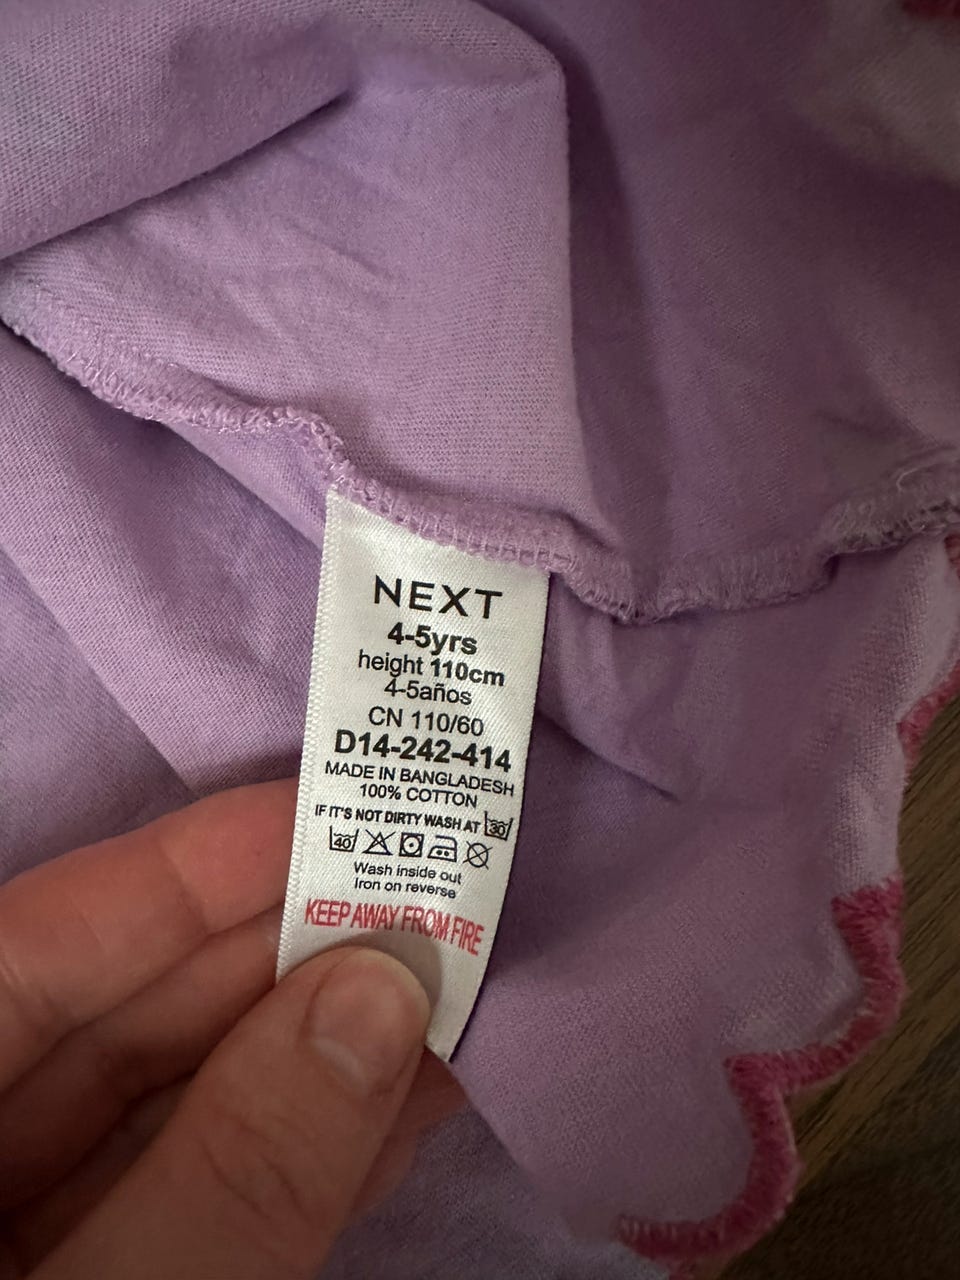 NEXT
4-5yrs
height 110cm
4-5años
CN 110/60
D14-242-414
MADE IN BANGLADESH
100% COTTON
IF IT'S NOT DIRTY WASH AT 30
40
Wash inside out
Iron on reverse
KEEP AWAY FROM FIRE